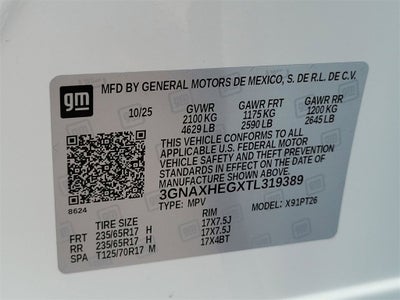 gm
MFD BY GENERAL MOTORS DE MEXICO, S. DE R.L. DE C.V.
10/25 GVWR GAWR FRT GAWR RR
2100 KG 1175 KG 1200 KG
4629 LB 2590 LB 2645 LB
THIS VEHICLE CONFORMS TO ALL APPLICABLE
U.S. FEDERAL MOTOR VEHICLE SAFETY, BUMPER,
AND THEFT PREVENTION STANDARDS IN EFFECT
ON THE DATE OF MANUFACTURE SHOWN ABOVE.
3GNAXHEGXTL319389
8624 TYPE: MPV MODEL: X91PT26
TIRE SIZE RIM
FRT 235/65R17 H 17X7.5J
RR 235/65R17 H 17X7.5J
SPA T125/70R17 M 17X4BT